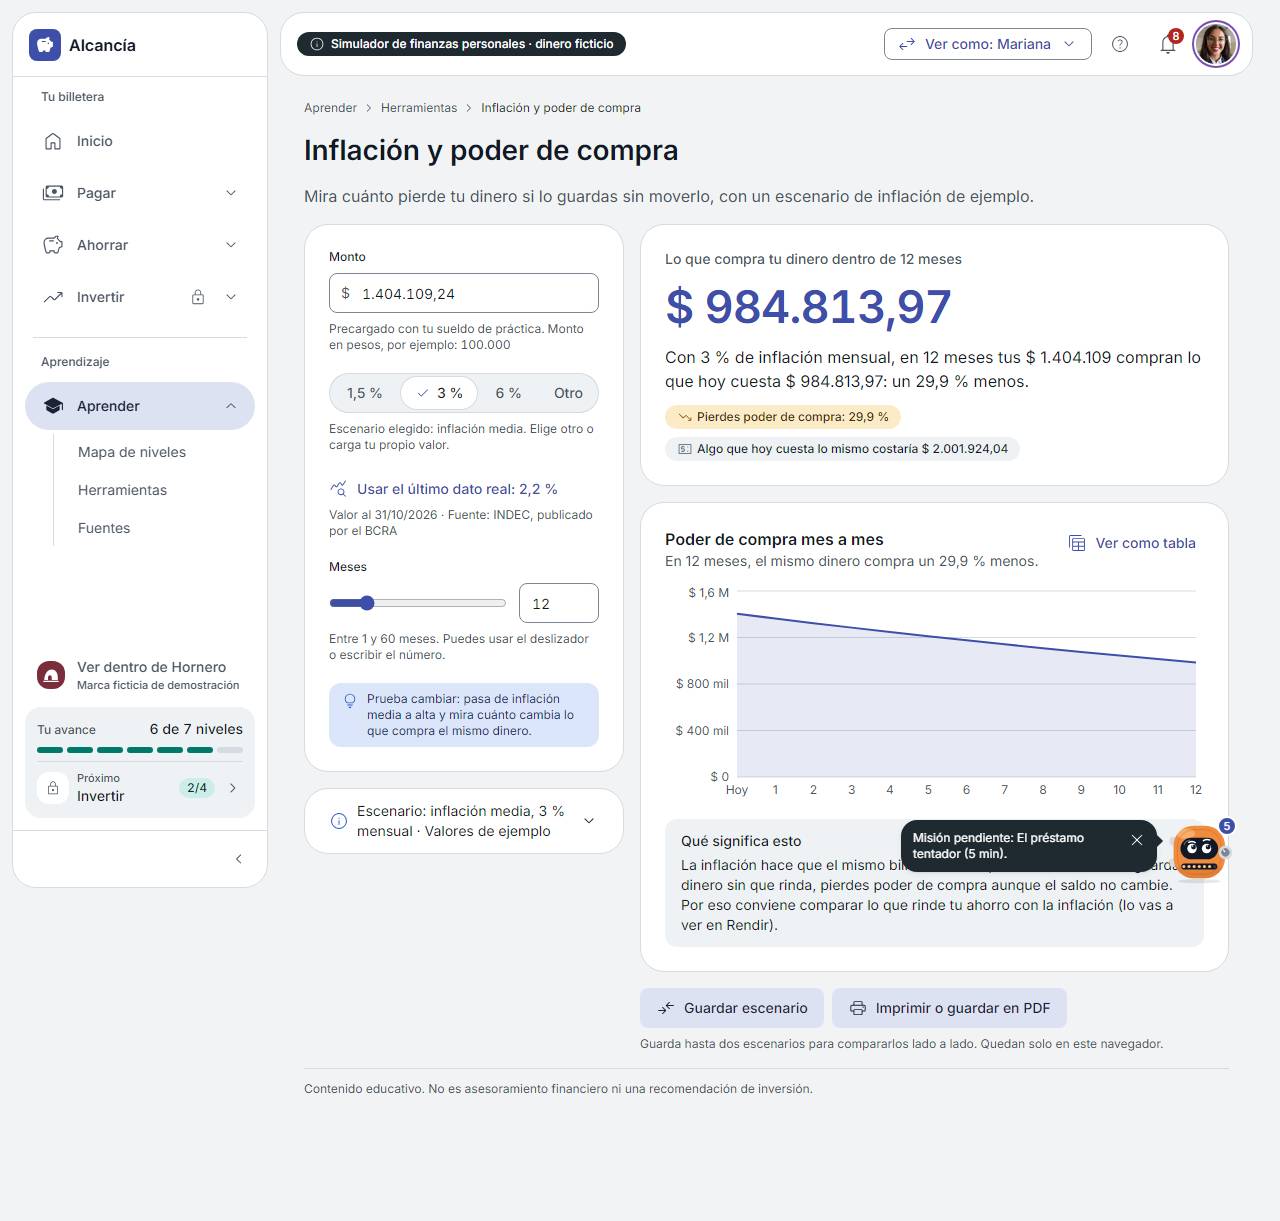 Alcancía
Simulador de finanzas personales · dinero ficticio
Ver como: Mariana
8
Tu billetera
Inicio
Pagar
Ahorrar
Invertir
Aprendizaje
Aprender
Mapa de niveles
Herramientas
Fuentes
Ver dentro de Hornero
Marca ficticia de demostración
Tu avance
6 de 7 niveles
Próximo
Invertir
2/4
Aprender
Herramientas
Inflación y poder de compra
Inflación y poder de compra
Mira cuánto pierde tu dinero si lo guardas sin moverlo, con un escenario de inflación de ejemplo.
Monto
$ 1.404.109,24
Precargado con tu sueldo de práctica. Monto
en pesos, por ejemplo: 100.000
1,5 %
3 %
6 %
Otro
Escenario elegido: inflación media. Elige otro o
carga tu propio valor.
Usar el último dato real: 2,2 %
Valor al 31/10/2026 · Fuente: INDEC, publicado
por el BCRA
Meses
12
Entre 1 y 60 meses. Puedes usar el deslizador
o escribir el número.
Prueba cambiar: pasa de inflación
media a alta y mira cuánto cambia lo
que compra el mismo dinero.
Escenario: inflación media, 3 %
mensual · Valores de ejemplo
Lo que compra tu dinero dentro de 12 meses
$ 984.813,97
Con 3 % de inflación mensual, en 12 meses tus $ 1.404.109 compran lo
que hoy cuesta $ 984.813,97: un 29,9 % menos.
Pierdes poder de compra: 29,9 %
Algo que hoy cuesta lo mismo costaría $ 2.001.924,04
Poder de compra mes a mes
En 12 meses, el mismo dinero compra un 29,9 % menos.
Ver como tabla
$ 1,6 M
$ 1,2 M
$ 800 mil
$ 400 mil
$ 0
Hoy 1 2 3 4 5 6 7 8 9 10 11 12
Qué significa esto
La inflación hace que el mismo
dinero sin que rinda, pierdes poder de compra aunque el saldo no cambie.
Por eso conviene comparar lo que rinde tu ahorro con la inflación (lo vas a
ver en Rendir).
Misión pendiente: El préstamo
tentador (5 min).
5
Guardar escenario
Imprimir o guardar en PDF
Guarda hasta dos escenarios para compararlos lado a lado. Quedan solo en este navegador.
Contenido educativo. No es asesoramiento financiero ni una recomendación de inversión.